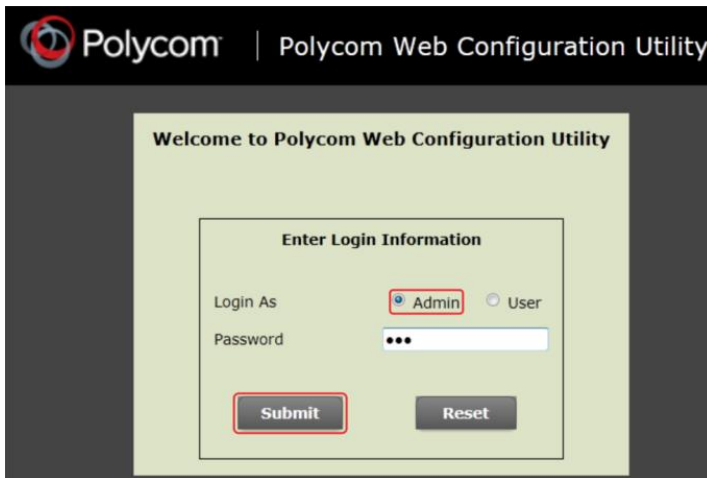 Polycom | Polycom Web Configuration Utility
Welcome to Polycom Web Configuration Utility
Enter Login Information
Login As Admin User
Password •••
Submit Reset